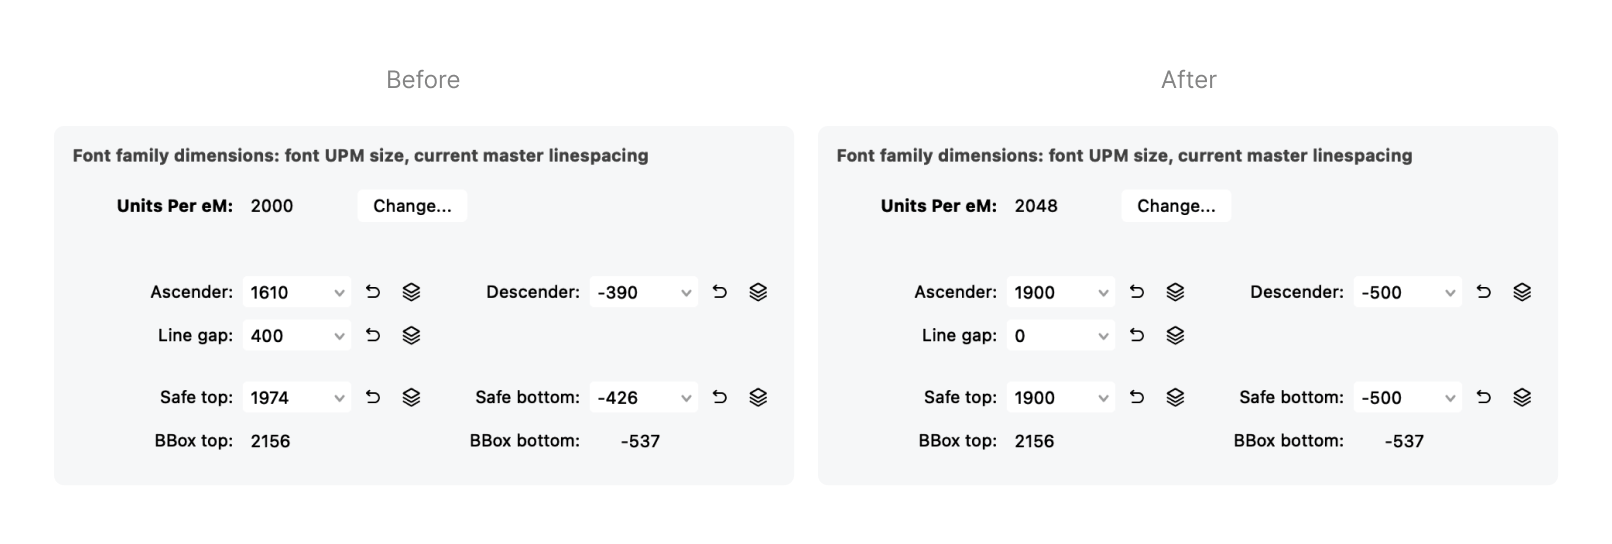 Before
Font family dimensions: font UPM size, current master linespacing
Units Per eM: 2000 Change...
Ascender: 1610 Descender: -390
Line gap: 400
Safe top: 1974 Safe bottom: -426
BBox top: 2156 BBox bottom: -537
After
Font family dimensions: font UPM size, current master linespacing
Units Per eM: 2048 Change...
Ascender: 1900 Descender: -500
Line gap: 0
Safe top: 1900 Safe bottom: -500
BBox top: 2156 BBox bottom: -537